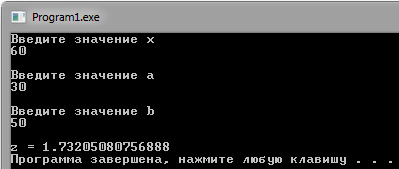 Program1.exe
Введите значение x
60
Введите значение a
30
Введите значение b
50
z = 1.73205080756888
Программа завершена, нажмите любую клавишу . . .